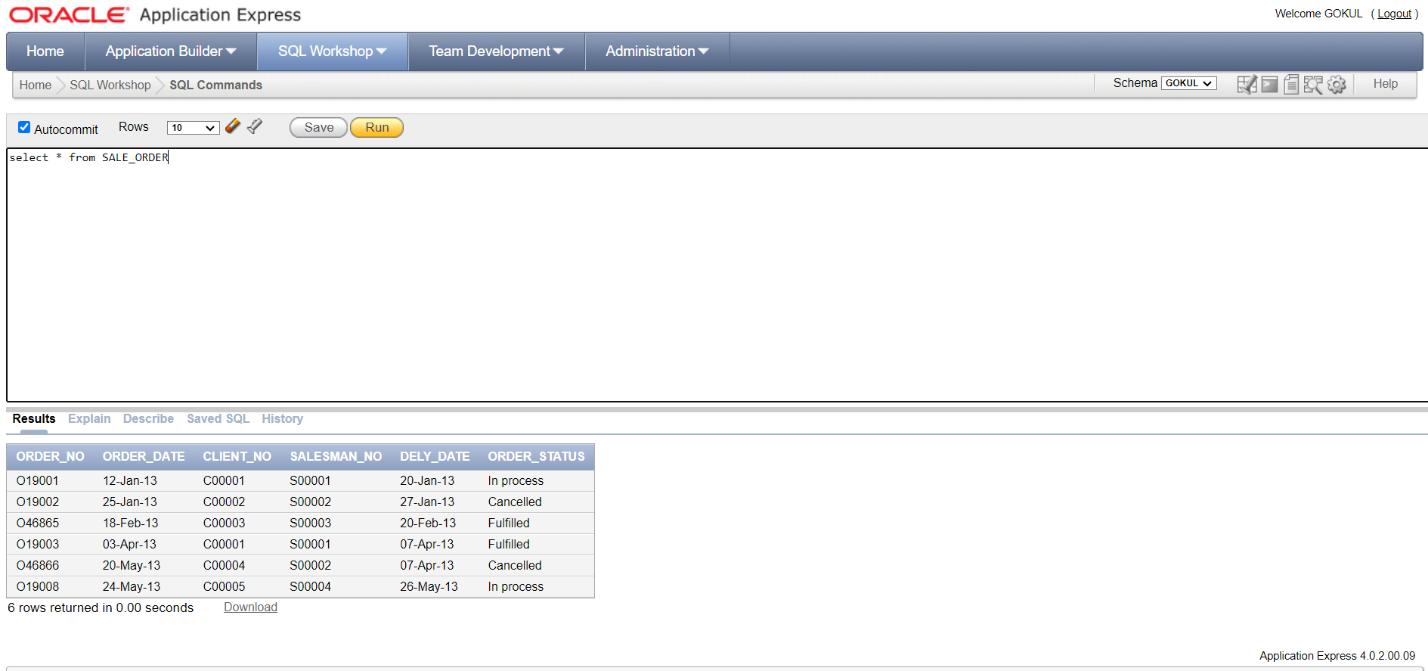 ORACLE Application Express
Welcome GOKUL ( Logout )
Home Application Builder SQL Workshop Team Development Administration
Home SQL Workshop SQL Commands Schema GOKUL Help
Autocommit Rows 10 Save Run
select * from SALE_ORDER
Results Explain Describe Saved SQL History
ORDER_NO ORDER_DATE CLIENT_NO SALESMAN_NO DELY_DATE ORDER_STATUS
O19001 12-Jan-13 C00001 S00001 20-Jan-13 In process
O19002 25-Jan-13 C00002 S00002 27-Jan-13 Cancelled
O46865 18-Feb-13 C00003 S00003 20-Feb-13 Fulfilled
O19003 03-Apr-13 C00001 S00001 07-Apr-13 Fulfilled
O46866 20-May-13 C00004 S00002 07-Apr-13 Cancelled
O19008 24-May-13 C00005 S00004 26-May-13 In process
6 rows returned in 0.00 seconds Download
Application Express 4.0.2.00.09